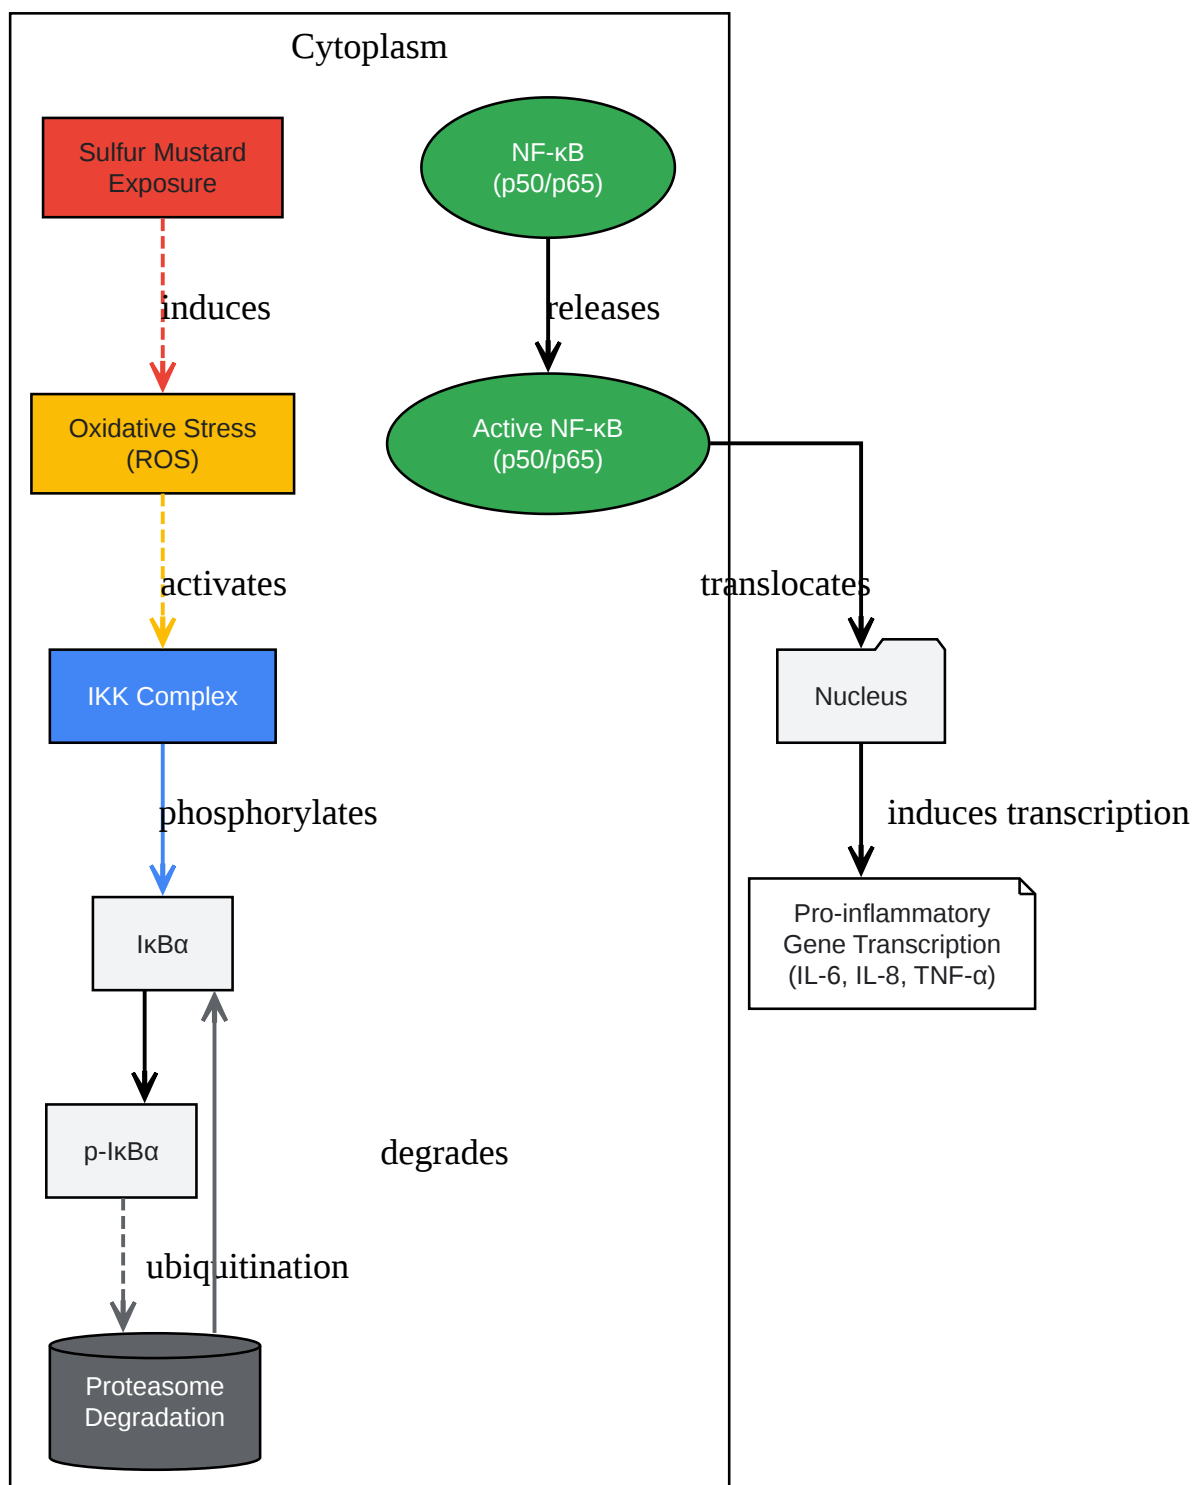 Cytoplasm
Sulfur Mustard
Exposure
NF-κB
(p50/p65)
induces
releases
Oxidative Stress
(ROS)
Active NF-κB
(p50/p65)
activates
translocates
IKK Complex
Nucleus
phosphorylates
induces transcription
IκBα
Pro-inflammatory
Gene Transcription
(IL-6, IL-8, TNF-α)
p-IκBα
degrades
ubiquitination
Proteasome
Degradation